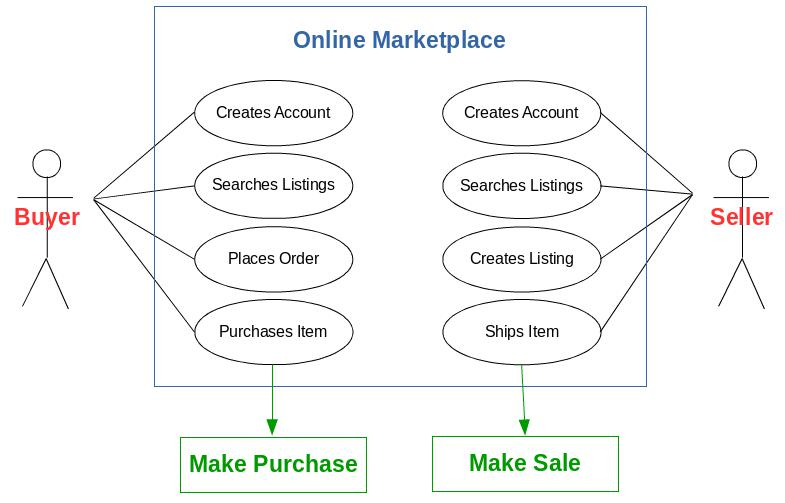 Online Marketplace
Creates Account
Creates Account
Searches Listings
Searches Listings
Buyer
Seller
Places Order
Creates Listing
Purchases Item
Ships Item
Make Purchase
Make Sale